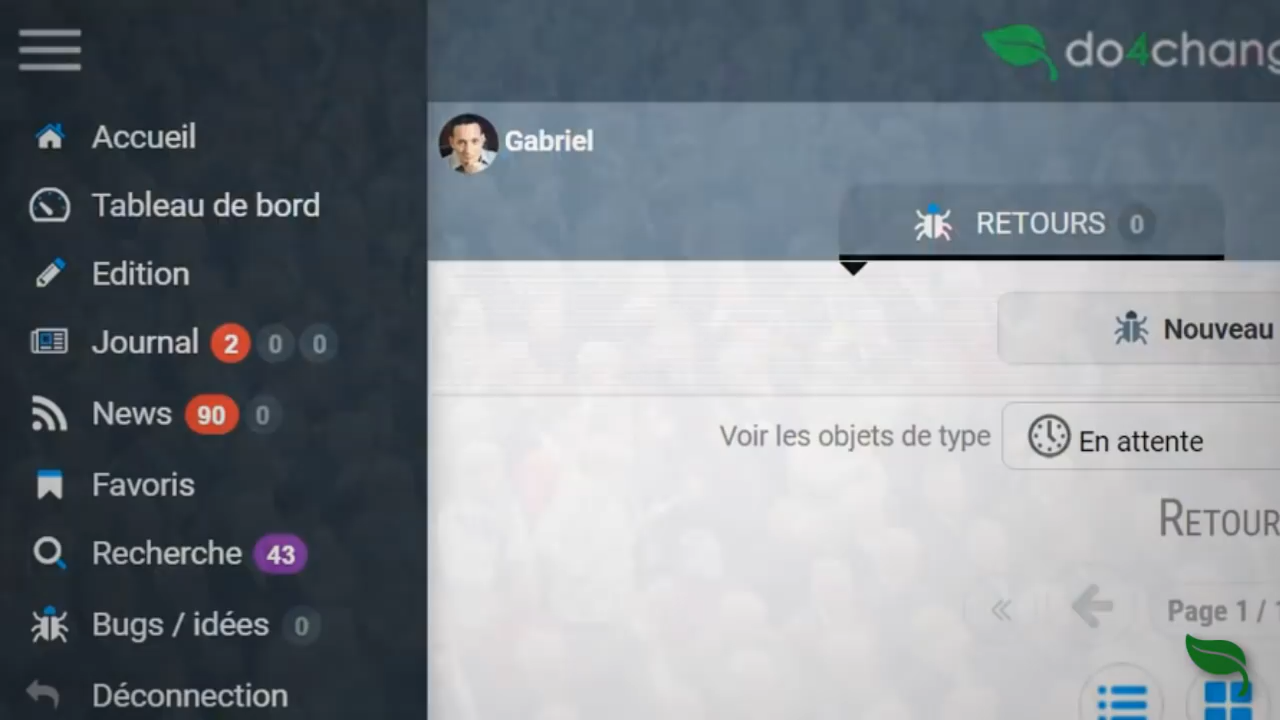 do4chang
Gabriel
RETOURS 0
Nouveau
Voir les objets de type En attente
RETOUR
Page 1 /
Accueil
Tableau de bord
Edition
Journal 2 0 0
News 90 0
Favoris
Recherche 43
Bugs / idées 0
Déconnection